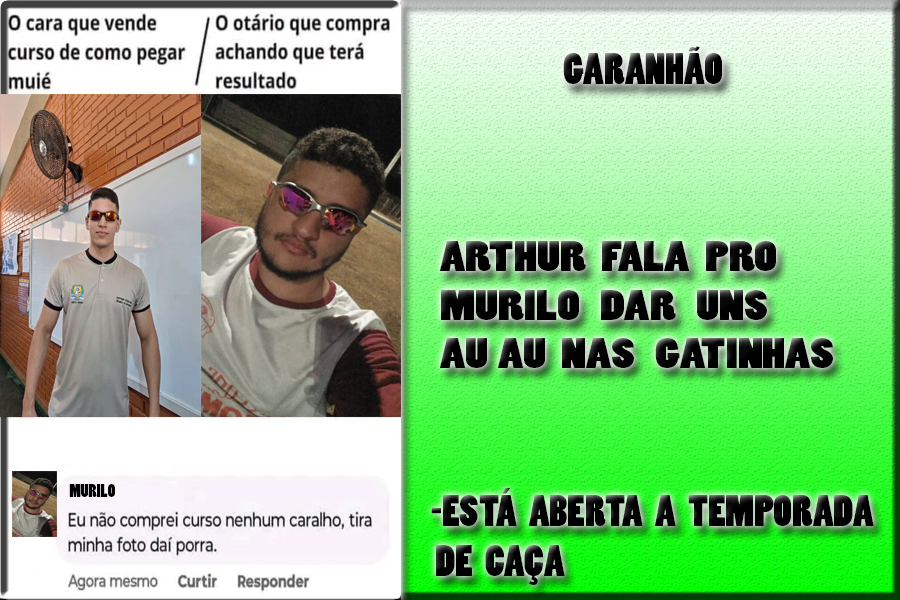 O cara que vende
curso de como pegar
muié
O otário que compra
achando que terá
resultado
MURILO
Eu não comprei curso nenhum caralho, tira
minha foto daí porra.
Agora mesmo Curtir Responder
GARANHÃO
ARTHUR FALA PRO
MURILO DAR UNS
AU AU NAS GATINHAS
-ESTÁ ABERTA A TEMPORADA
DE CAÇA